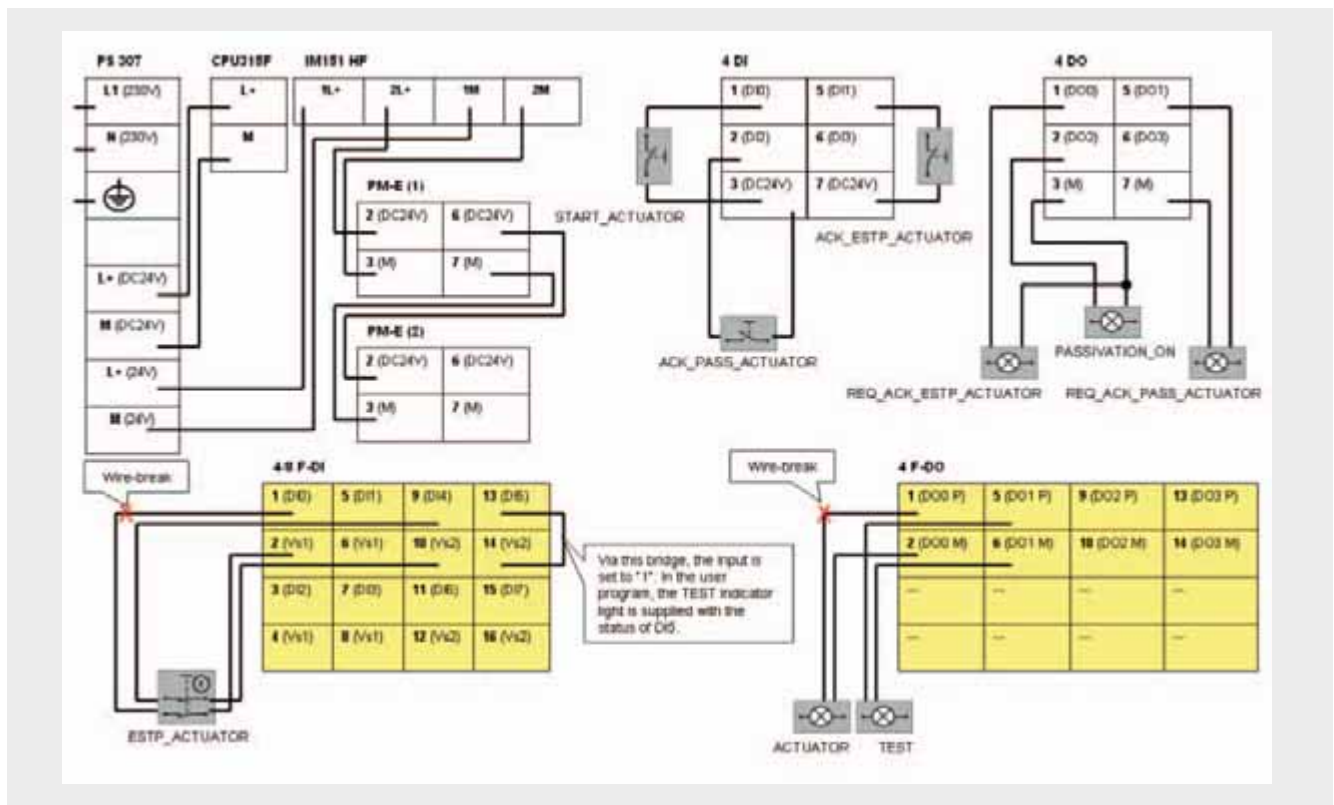 PS 307
CPU315F
IM151 HF
4 DI
4 DO
L1 (230V)
L+
1L+
2L+
1M
2M
N (230V)
M
L+ (DC24V)
M (DC24V)
L+ (24V)
M (24V)
PM-E (1)
2 (DC24V)
6 (DC24V)
3 (M)
7 (M)
PM-E (2)
2 (DC24V)
6 (DC24V)
3 (M)
7 (M)
1 (DI0)
5 (DI1)
2 (DI2)
6 (DI3)
3 (DC24V)
7 (DC24V)
START_ACTUATOR
ACK_ESTP_ACTUATOR
ACK_PASS_ACTUATOR
1 (DO0)
5 (DO1)
2 (DO2)
6 (DO3)
3 (M)
7 (M)
PASSIVATION_ON
REQ_ACK_ESTP_ACTUATOR
REQ_ACK_PASS_ACTUATOR
Wire-break
4/8 F-DI
1 (DI0)
5 (DI1)
9 (DI4)
13 (DI5)
2 (Vs1)
6 (Vs1)
10 (Vs2)
14 (Vs2)
3 (DI2)
7 (DI3)
11 (DI6)
15 (DI7)
4 (Vs1)
8 (Vs1)
12 (Vs2)
16 (Vs2)
ESTP_ACTUATOR
Via this bridge, the input is
set to "1". In the user
program, the TEST indicator
light is supplied with the
status of DI5.
Wire-break
4 F-DO
1 (DO0 P)
5 (DO1 P)
9 (DO2 P)
13 (DO3 P)
2 (DO0 M)
6 (DO1 M)
10 (DO2 M)
14 (DO3 M)
---
---
---
---
---
---
---
---
ACTUATOR
TEST